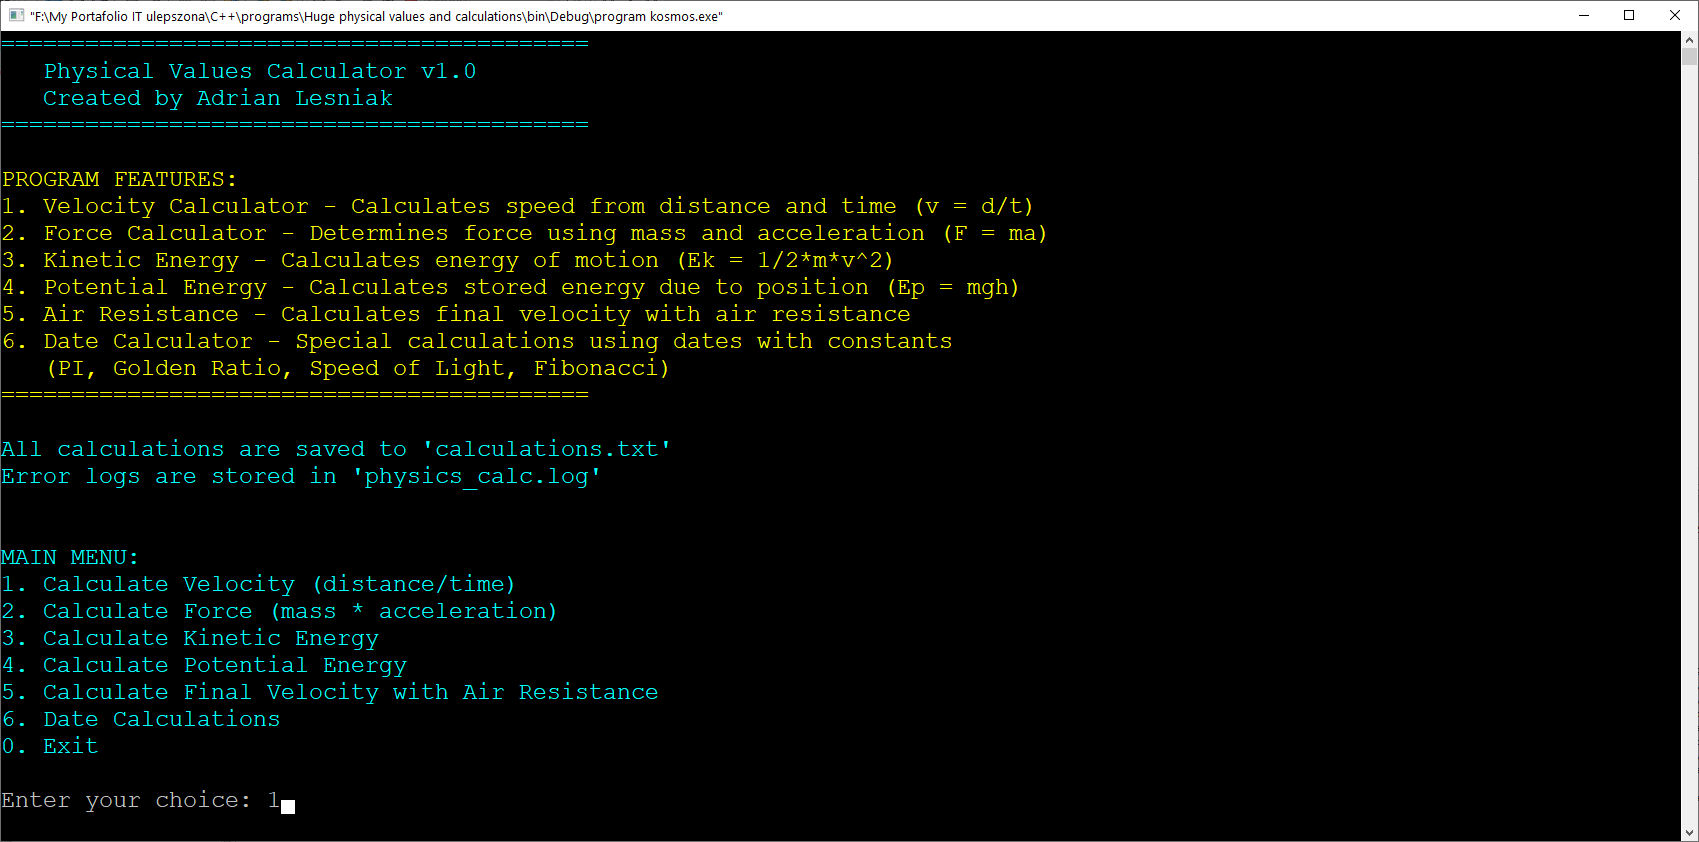 "F:\My Portafolio IT ulepszona\C++\programs\Huge physical values and calculations\bin\Debug\program kosmos.exe"
==========================================
Physical Values Calculator v1.0
Created by Adrian Lesniak
==========================================
PROGRAM FEATURES:
1. Velocity Calculator - Calculates speed from distance and time (v = d/t)
2. Force Calculator - Determines force using mass and acceleration (F = ma)
3. Kinetic Energy - Calculates energy of motion (Ek = 1/2*m*v^2)
4. Potential Energy - Calculates stored energy due to position (Ep = mgh)
5. Air Resistance - Calculates final velocity with air resistance
6. Date Calculator - Special calculations using dates with constants
(PI, Golden Ratio, Speed of Light, Fibonacci)
==========================================
All calculations are saved to 'calculations.txt'
Error logs are stored in 'physics_calc.log'
MAIN MENU:
1. Calculate Velocity (distance/time)
2. Calculate Force (mass * acceleration)
3. Calculate Kinetic Energy
4. Calculate Potential Energy
5. Calculate Final Velocity with Air Resistance
6. Date Calculations
0. Exit
Enter your choice: 1